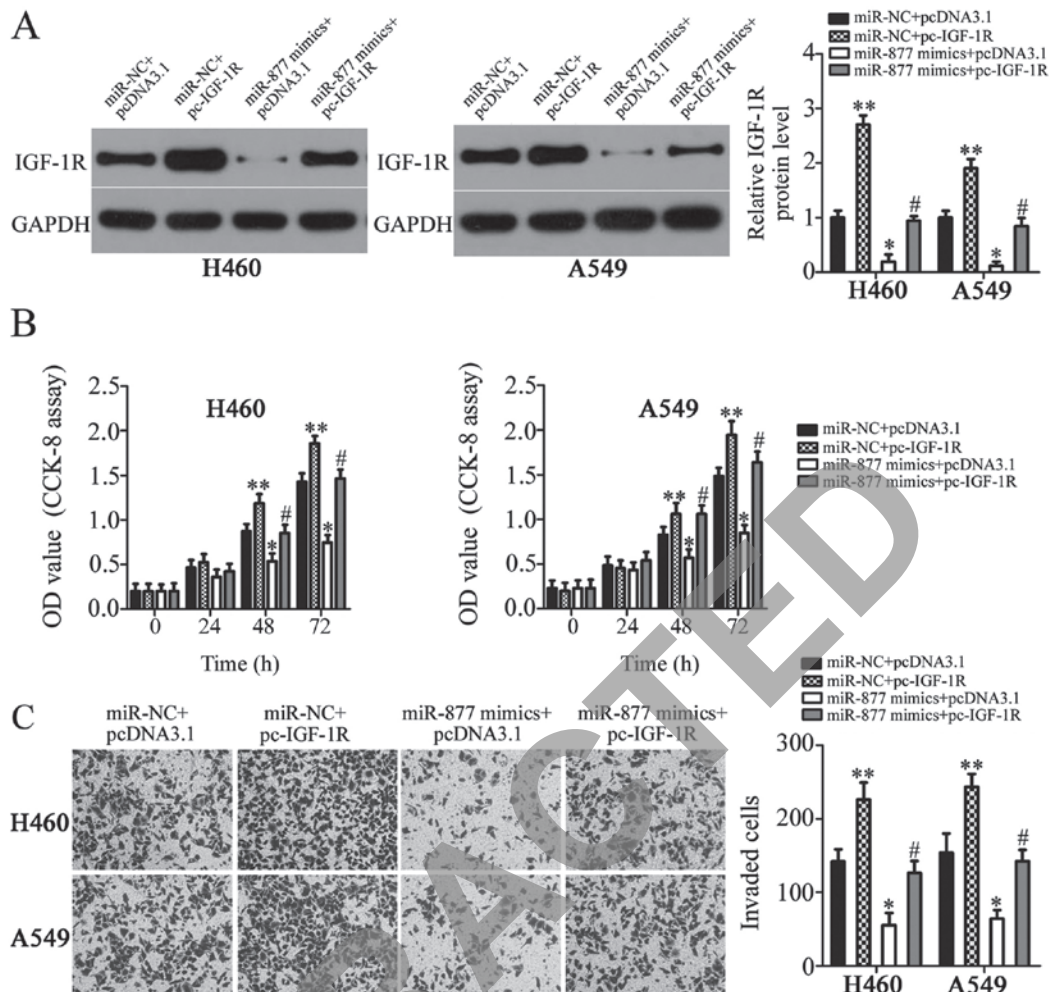 A
miR-NC+
pcDNA3.1
miR-NC+
pc-IGF-1R
miR-877 mimics+
pcDNA3.1
miR-877 mimics+
pc-IGF-1R
IGF-1R
GAPDH
H460
miR-NC+
pcDNA3.1
miR-NC+
pc-IGF-1R
miR-877 mimics+
pcDNA3.1
miR-877 mimics+
pc-IGF-1R
IGF-1R
GAPDH
A549
miR-NC+pcDNA3.1
miR-NC+pc-IGF-1R
miR-877 mimics+pcDNA3.1
miR-877 mimics+pc-IGF-1R
Relative IGF-1R
protein level
4
3
2
1
0
**
*
#
**
*
#
H460
A549
B
OD value (CCK-8 assay)
2.5
2.0
1.5
1.0
0.5
0.0
H460
**
*
#
**
*
#
0 24 48 72
Time (h)
OD value (CCK-8 assay)
2.5
2.0
1.5
1.0
0.5
0.0
A549
**
*
#
**
*
#
0 24 48 72
Time (h)
miR-NC+pcDNA3.1
miR-NC+pc-IGF-1R
miR-877 mimics+pcDNA3.1
miR-877 mimics+pc-IGF-1R
C
miR-NC+
pcDNA3.1
miR-NC+
pc-IGF-1R
miR-877 mimics+
pcDNA3.1
miR-877 mimics+
pc-IGF-1R
H460
A549
miR-NC+pcDNA3.1
miR-NC+pc-IGF-1R
miR-877 mimics+pcDNA3.1
miR-877 mimics+pc-IGF-1R
Invaded cells
300
200
100
0
**
*
#
**
*
#
H460
A549
ACTED